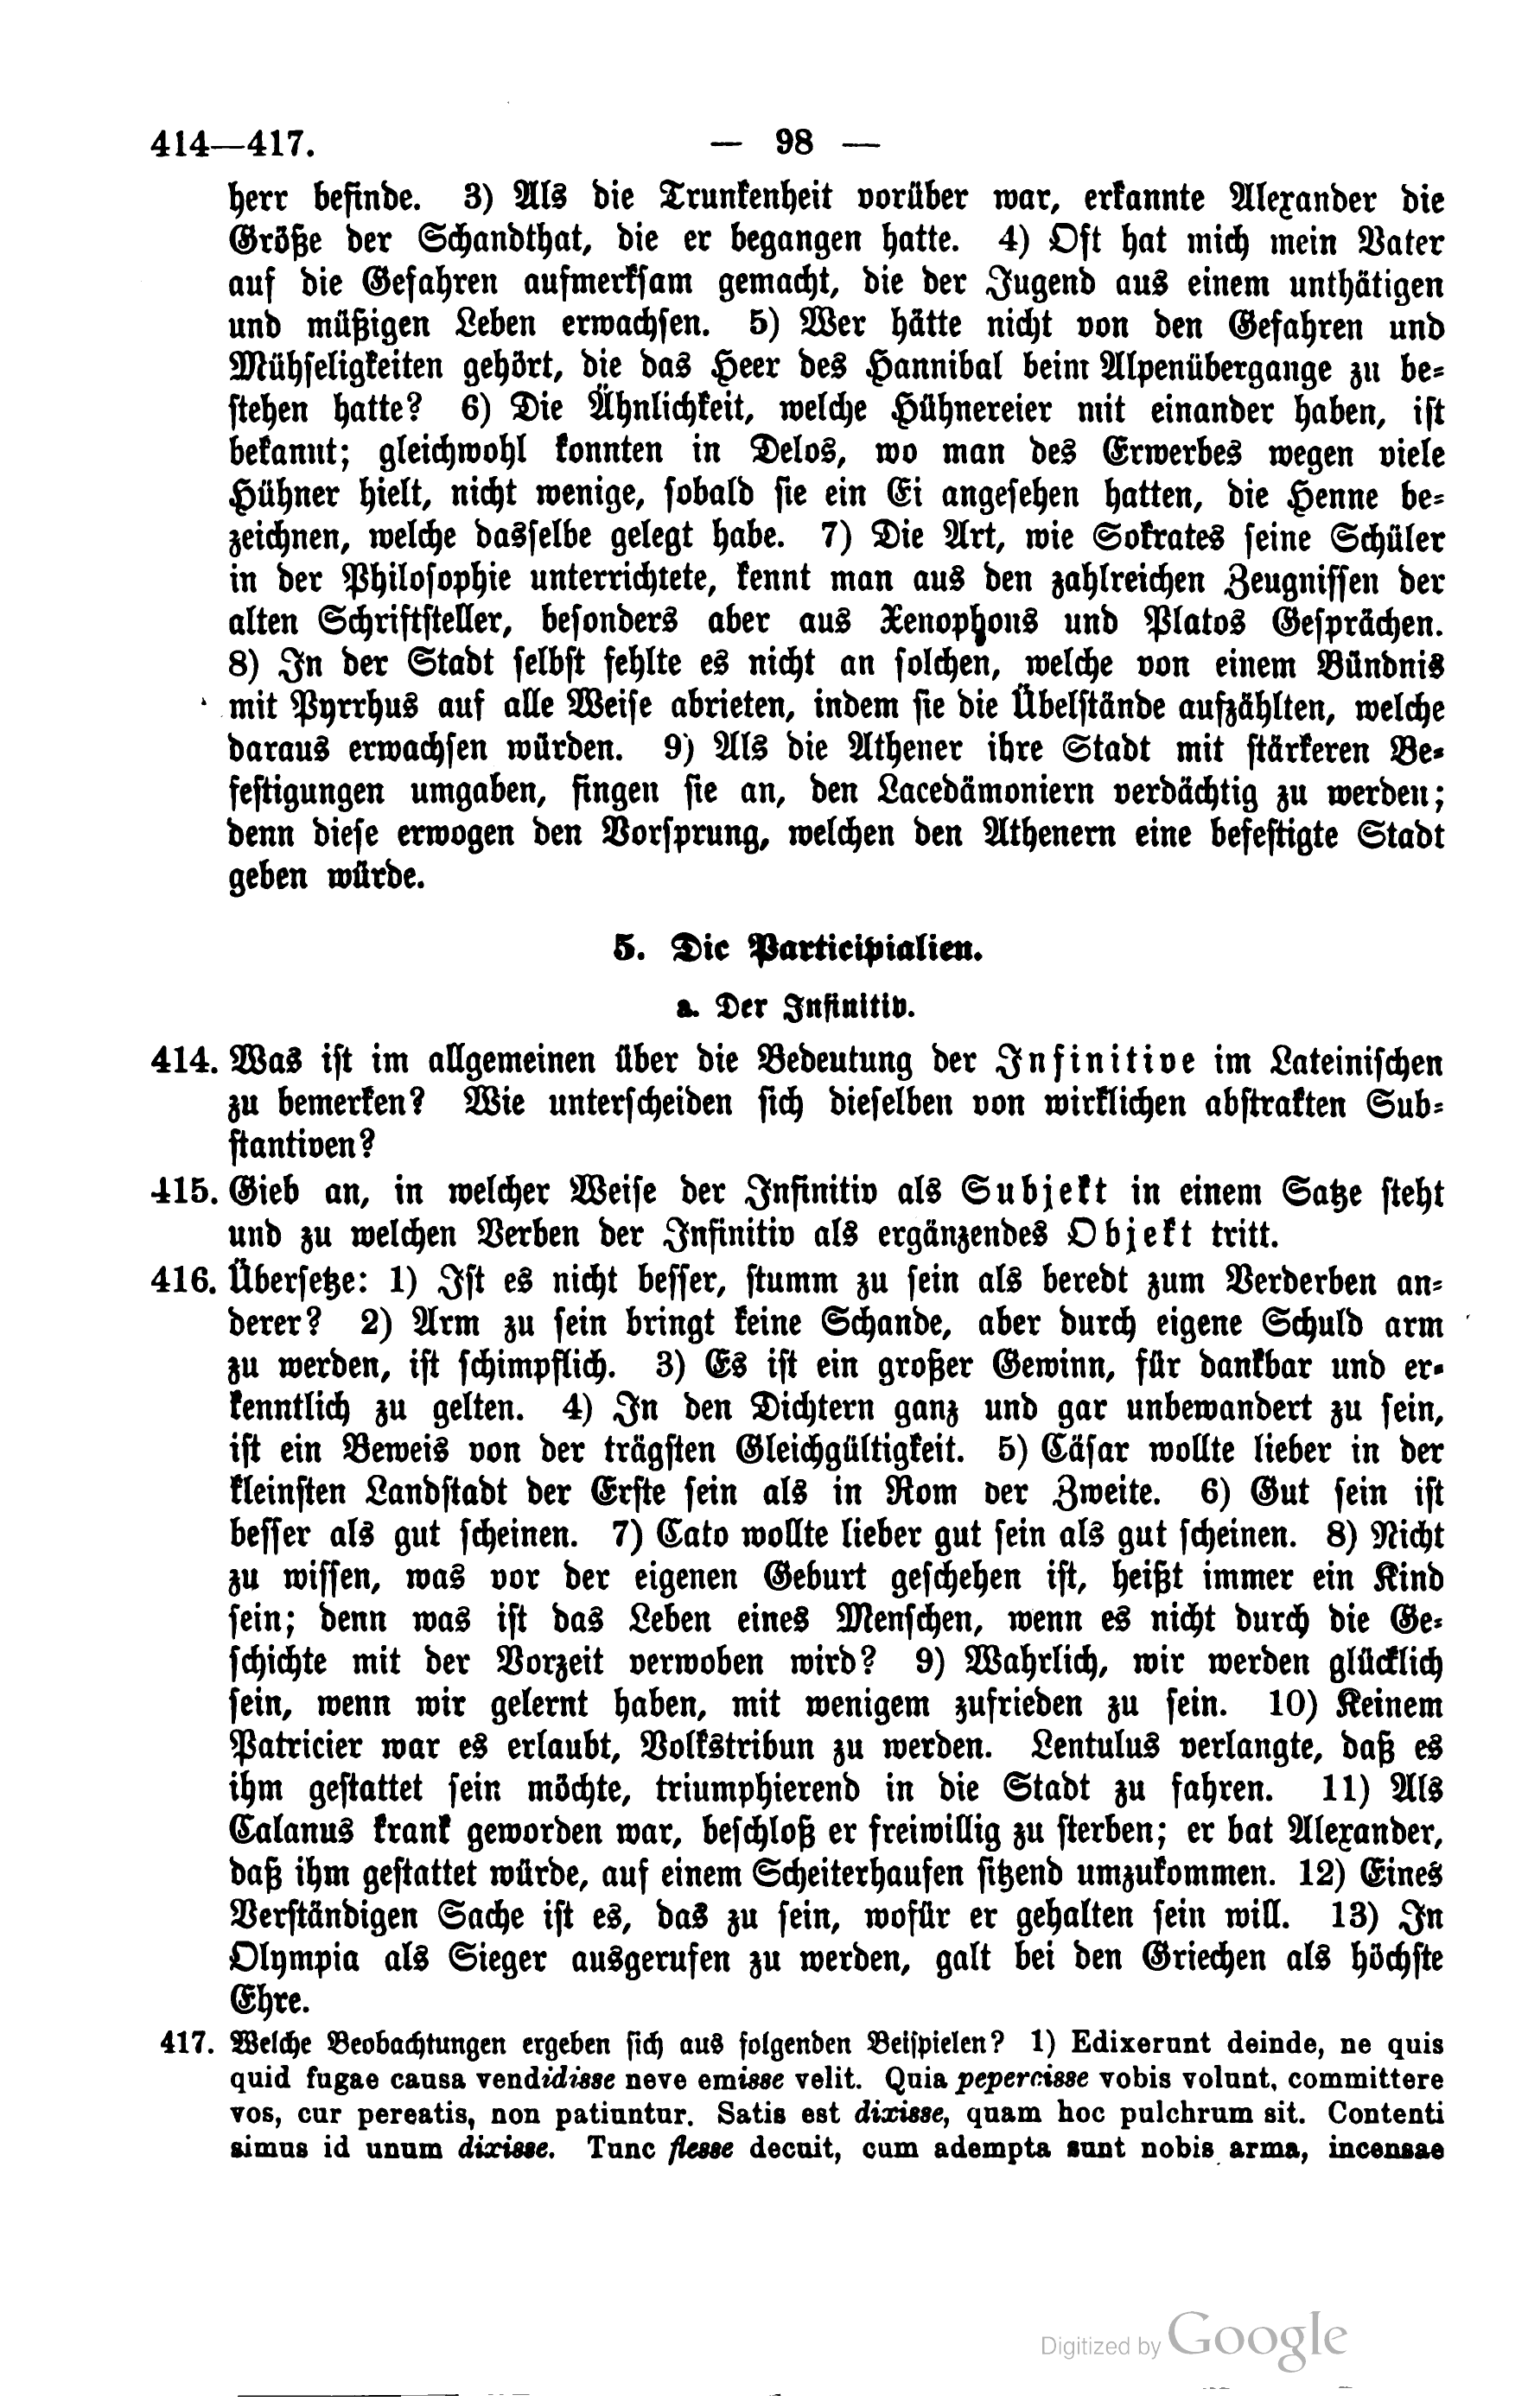 414—417. — 98 —
herr befinde. 3) Als die Trunkenheit vorüber war, erkannte Alexander die
Größe der Schandthat, die er begangen hatte. 4) Oft hat mich mein Vater
auf die Gefahren aufmerksam gemacht, die der Jugend aus einem unthätigen
und müßigen Leben erwachsen. 5) Wer hätte nicht von den Gefahren und
Mühseligkeiten gehört, die das Heer des Hannibal beim Alpenübergange zu be-
stehen hatte? 6) Die Ähnlichkeit, welche Hühnereier mit einander haben, ist
bekannt; gleichwohl konnten in Delos, wo man des Erwerbes wegen viele
Hühner hielt, nicht wenige, sobald sie ein Ei angesehen hatten, die Henne be-
zeichnen, welche dasselbe gelegt habe. 7) Die Art, wie Sokrates seine Schüler
in der Philosophie unterrichtete, kennt man aus den zahlreichen Zeugnissen der
alten Schriftsteller, besonders aber aus Xenophons und Platos Gesprächen.
8) In der Stadt selbst fehlte es nicht an solchen, welche von einem Bündnis
mit Pyrrhus auf alle Weise abrieten, indem sie die Übelstände aufzählten, welche
daraus erwachsen würden. 9) Als die Athener ihre Stadt mit stärkeren Be-
festigungen umgaben, fingen sie an, den Lacedämoniern verdächtig zu werden;
denn diese erwogen den Vorsprung, welchen den Athenern eine befestigte Stadt
geben würde.
5. Die Participialien.
a. Der Infinitiv.
414. Was ist im allgemeinen über die Bedeutung der Infinitive im Lateinischen
zu bemerken? Wie unterscheiden sich dieselben von wirklichen abstrakten Sub-
stantiven?
415. Gieb an, in welcher Weise der Infinitiv als Subjekt in einem Satze steht
und zu welchen Verben der Infinitiv als ergänzendes Objekt tritt.
416. Übersetze: 1) Ist es nicht besser, stumm zu sein als beredt zum Verderben an-
derer? 2) Arm zu sein bringt keine Schande, aber durch eigene Schuld arm
zu werden, ist schimpflich. 3) Es ist ein großer Gewinn, für dankbar und er-
kenntlich zu gelten. 4) In den Dichtern ganz und gar unbewandert zu sein,
ist ein Beweis von der trägsten Gleichgültigkeit. 5) Cäsar wollte lieber in der
kleinsten Landstadt der Erste sein als in Rom der Zweite. 6) Gut sein ist
besser als gut scheinen. 7) Cato wollte lieber gut sein als gut scheinen. 8) Nicht
zu wissen, was vor der eigenen Geburt geschehen ist, heißt immer ein Kind
sein; denn was ist das Leben eines Menschen, wenn es nicht durch die Ge-
schichte mit der Vorzeit verwoben wird? 9) Wahrlich, wir werden glücklich
sein, wenn wir gelernt haben, mit wenigem zufrieden zu sein. 10) Keinem
Patricier war es erlaubt, Volkstribun zu werden. Lentulus verlangte, daß es
ihm gestattet sein möchte, triumphierend in die Stadt zu fahren. 11) Als
Calanus krank geworden war, beschloß er freiwillig zu sterben; er bat Alexander,
daß ihm gestattet würde, auf einem Scheiterhaufen sitzend umzukommen. 12) Eines
Verständigen Sache ist es, das zu sein, wofür er gehalten sein will. 13) In
Olympia als Sieger ausgerufen zu werden, galt bei den Griechen als höchste
Ehre.
417. Welche Beobachtungen ergeben sich aus folgenden Beispielen? 1) Edixerunt deinde, ne quis
quid fugae causa vendidisse neve emisse velit. Quia pepercisse vobis volunt, committere
vos, cur pereatis, non patiuntur. Satis est dixisse, quam hoc pulchrum sit. Contenti
simus id unum dixisse. Tunc flesse decuit, cum adempta sunt nobis arma, incensae
Digitized by Google